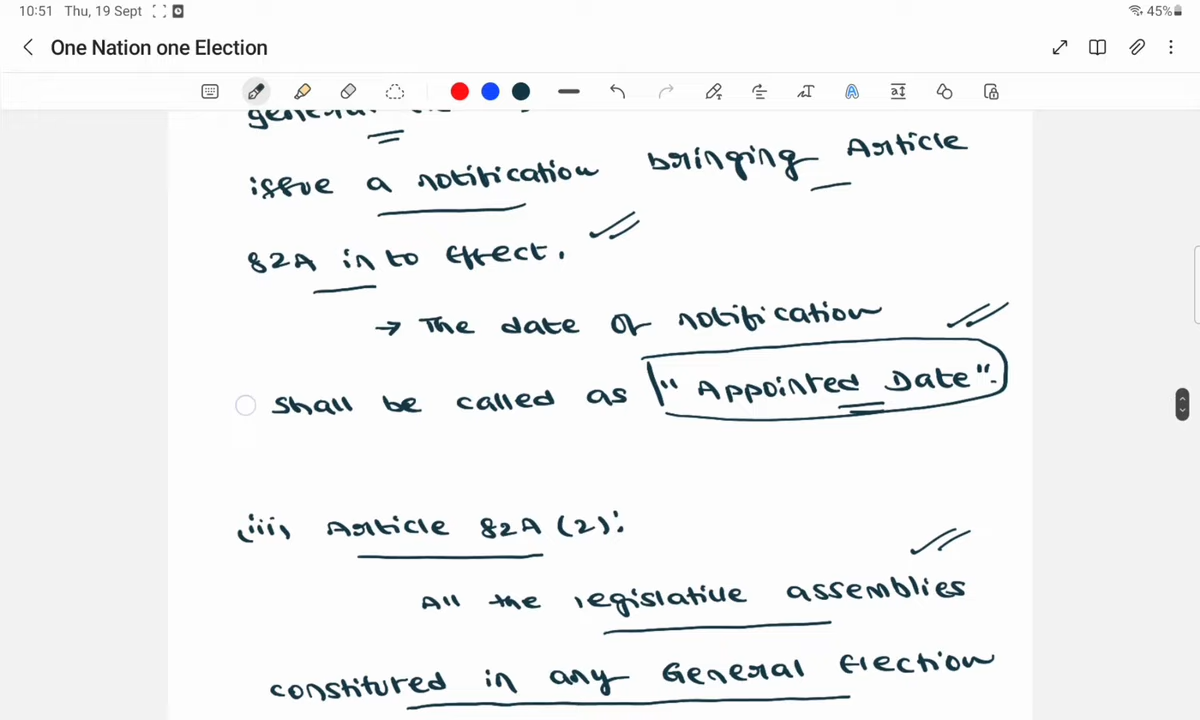 10:51 Thu, 19 Sept 45%
One Nation one Election
general
issue a notification bringing Article
82A in to Effect.
→ The date of notification
shall be called as "Appointed Date".
(iii) Article 82A (2):
All the legislative assemblies
constitured in any General Election